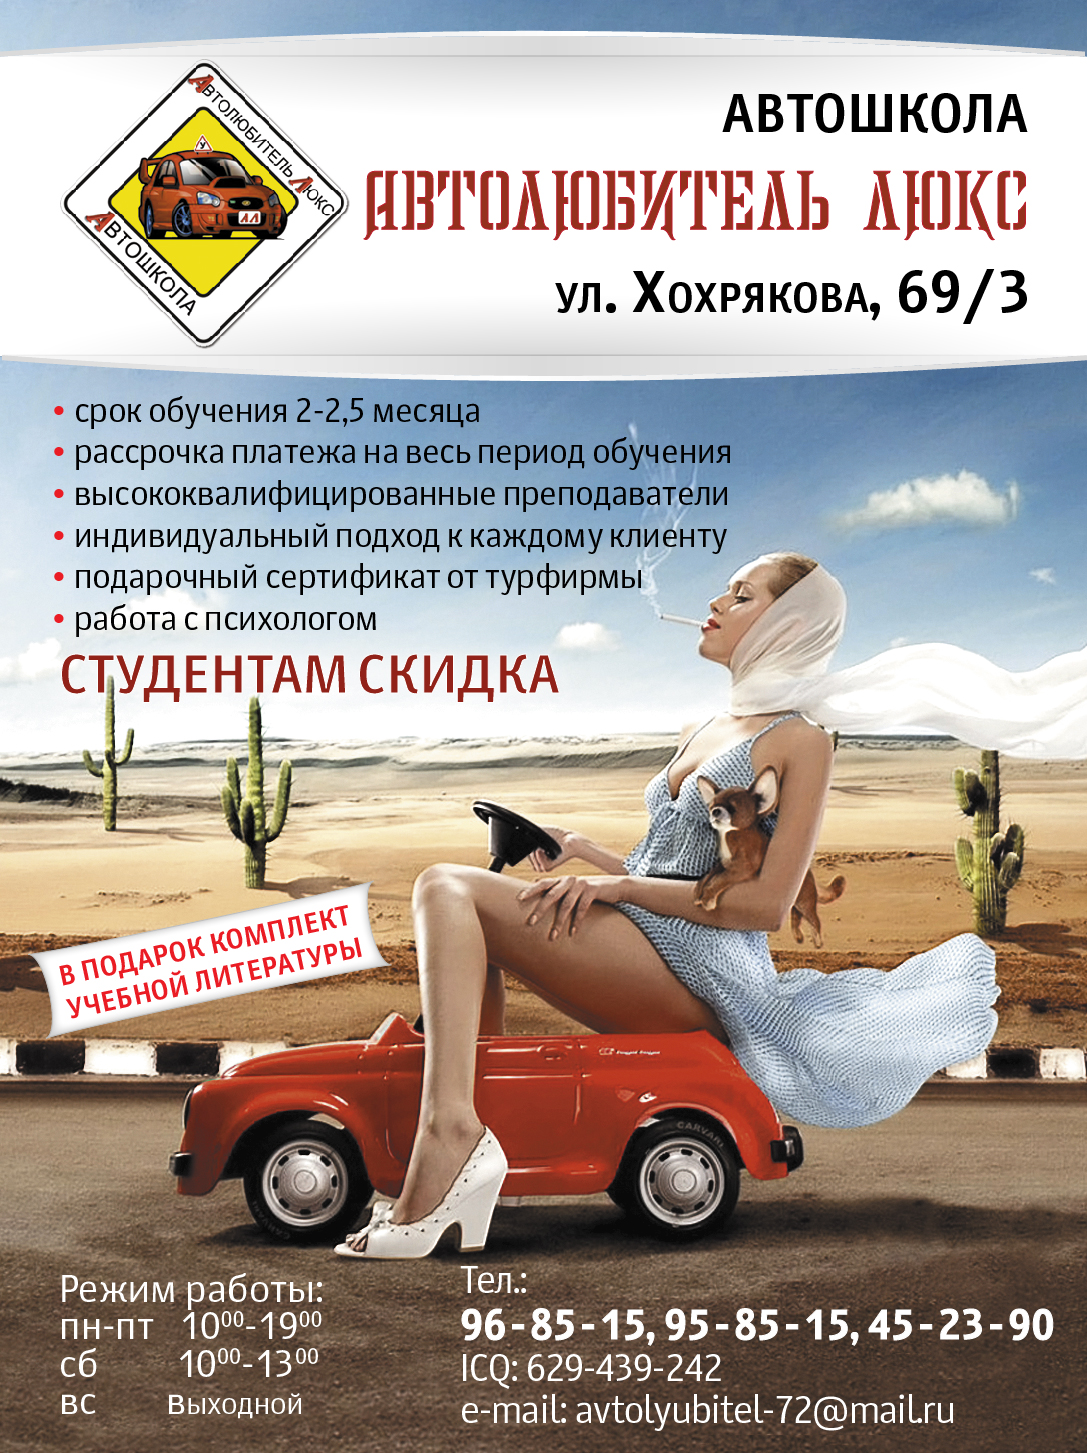 Автолюбитель Люкс
Автошкола
У
АЛ
АВТОШКОЛА
АВТОЛЮБИТЕЛЬ ЛЮКС
ул. Хохрякова, 69/3
• срок обучения 2-2,5 месяца
• рассрочка платежа на весь период обучения
• высококвалифицированные преподаватели
• индивидуальный подход к каждому клиенту
• подарочный сертификат от турфирмы
• работа с психологом
СТУДЕНТАМ СКИДКА
В ПОДАРОК КОМПЛЕКТ
УЧЕБНОЙ ЛИТЕРАТУРЫ
CARVARI
CARVARI
Режим работы:
пн-пт 10⁰⁰-19⁰⁰
сб 10⁰⁰-13⁰⁰
вс выходной
Тел.:
96-85-15, 95-85-15, 45-23-90
ICQ: 629-439-242
e-mail: avtolyubitel-72@mail.ru